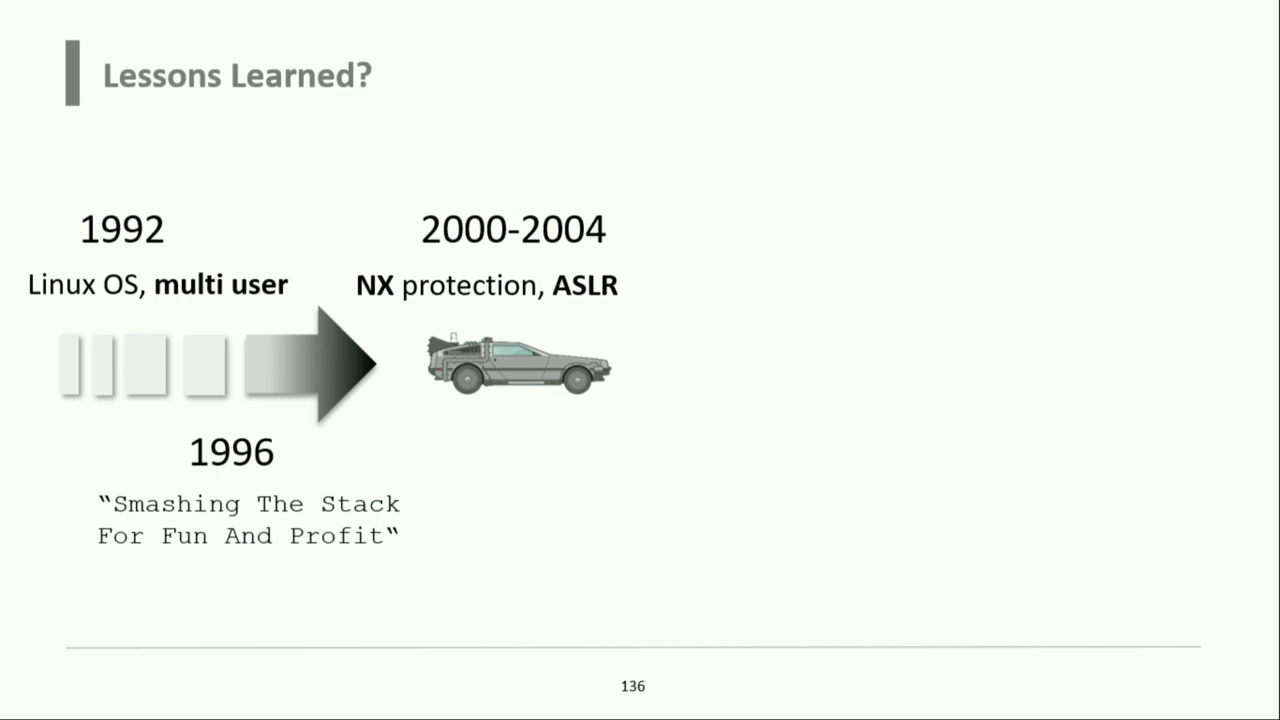 Lessons Learned?
1992
2000-2004
Linux OS, multi user
NX protection, ASLR
1996
‟Smashing The Stack
For Fun And Profit‟
136